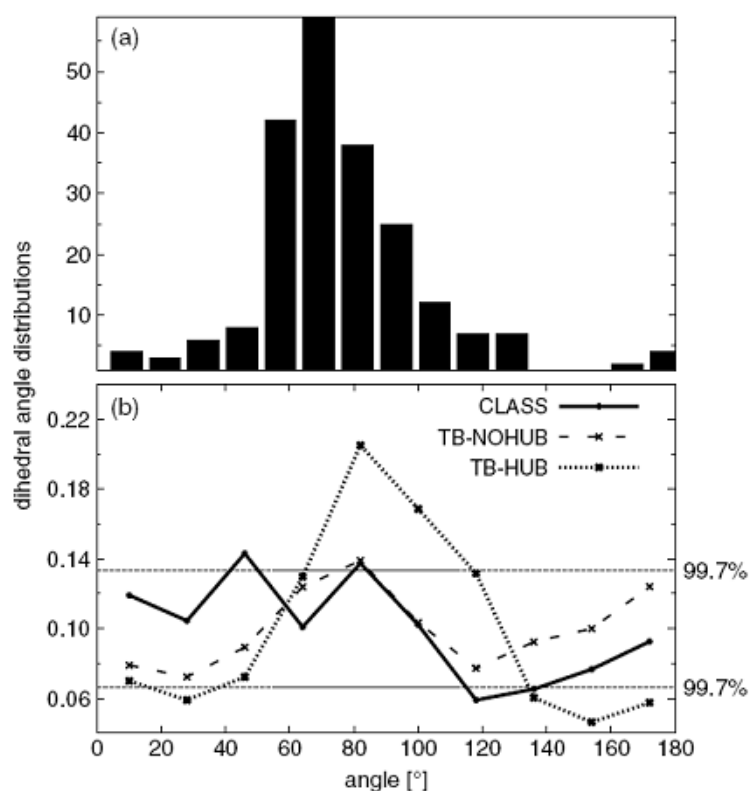 (a)
50
40
30
20
10
dihedral angle distributions
(b)
CLASS
TB-NOHUB
TB-HUB
0.22
0.18
0.14
0.10
0.06
99.7%
99.7%
0 20 40 60 80 100 120 140 160 180
angle [°]